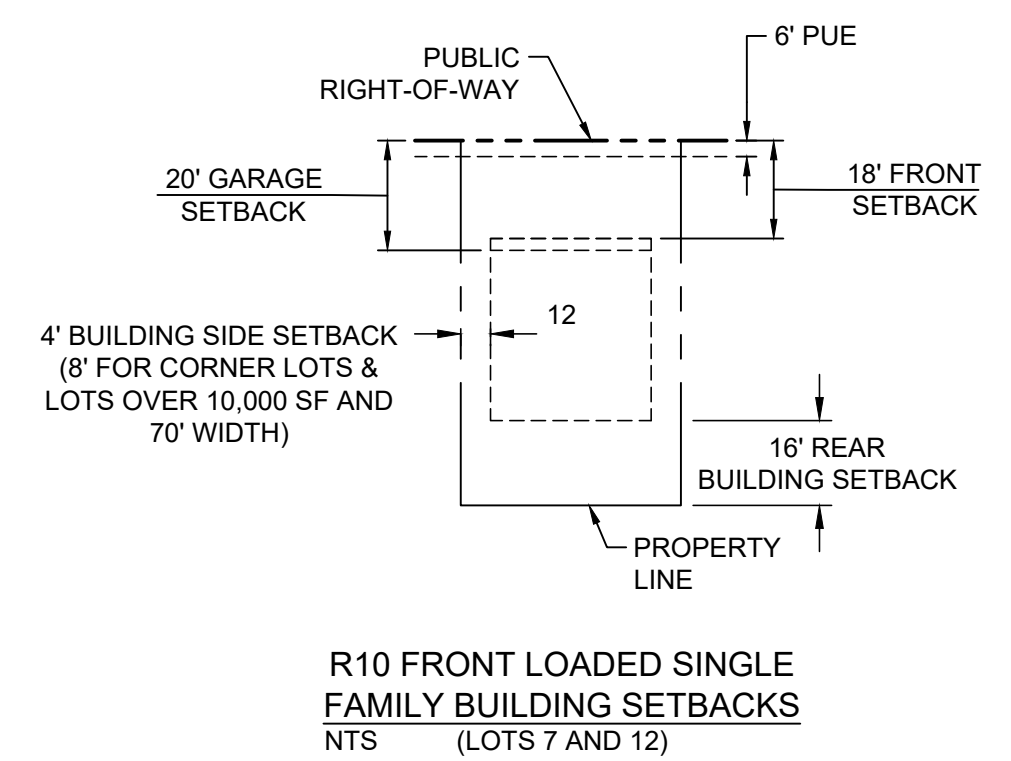 6' PUE
PUBLIC
RIGHT-OF-WAY
20' GARAGE
SETBACK
18' FRONT
SETBACK
12
4' BUILDING SIDE SETBACK
(8' FOR CORNER LOTS &
LOTS OVER 10,000 SF AND
70' WIDTH)
16' REAR
BUILDING SETBACK
PROPERTY
LINE
R10 FRONT LOADED SINGLE
FAMILY BUILDING SETBACKS
NTS (LOTS 7 AND 12)